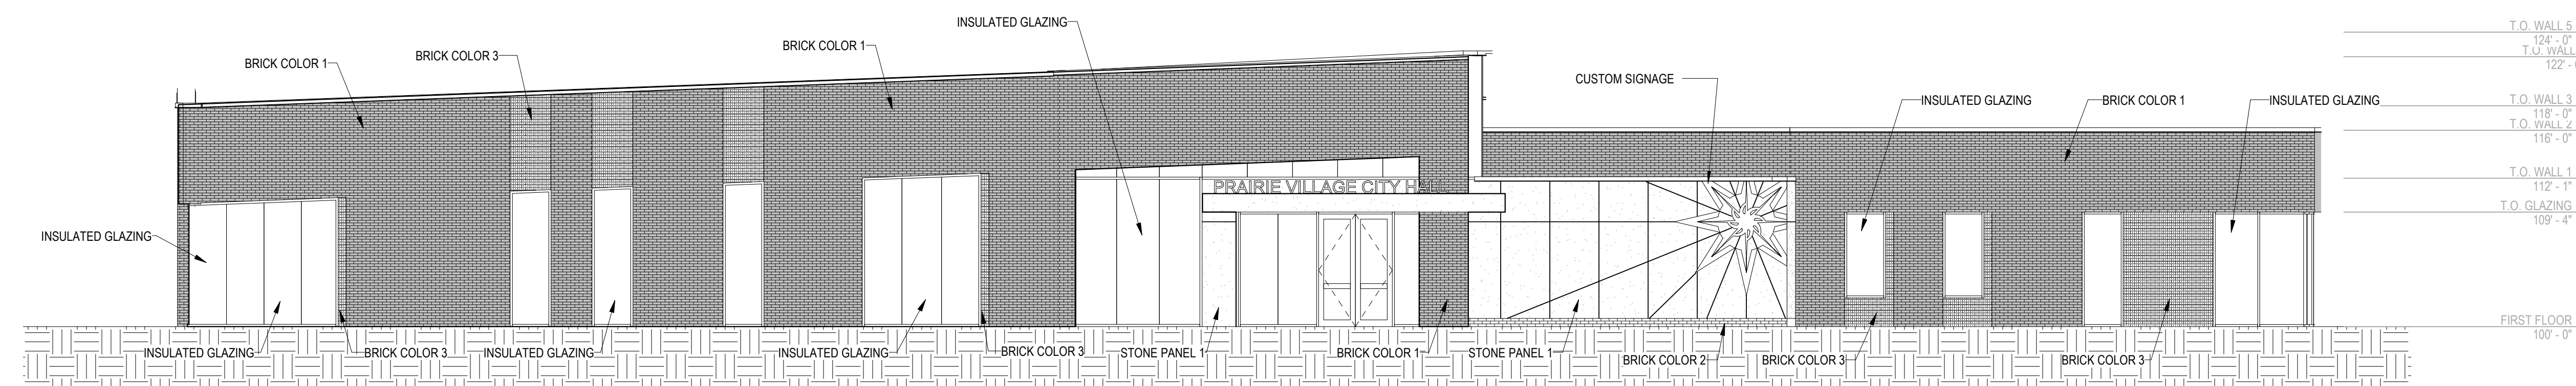 INSULATED GLAZING
BRICK COLOR 1
BRICK COLOR 3
BRICK COLOR 1
CUSTOM SIGNAGE
INSULATED GLAZING
BRICK COLOR 1
INSULATED GLAZING
T.O. WALL 5
124' - 0"
T.O. WALL
122' -
T.O. WALL 3
118' - 0"
T.O. WALL 2
116' - 0"
T.O. WALL 1
112' - 1"
T.O. GLAZING
109' - 4"
FIRST FLOOR
100' - 0"
PRAIRIE VILLAGE CITY HALL
INSULATED GLAZING
INSULATED GLAZING
BRICK COLOR 3
INSULATED GLAZING
INSULATED GLAZING
BRICK COLOR 3
STONE PANEL 1
BRICK COLOR 1
STONE PANEL 1
BRICK COLOR 2
BRICK COLOR 3
BRICK COLOR 3